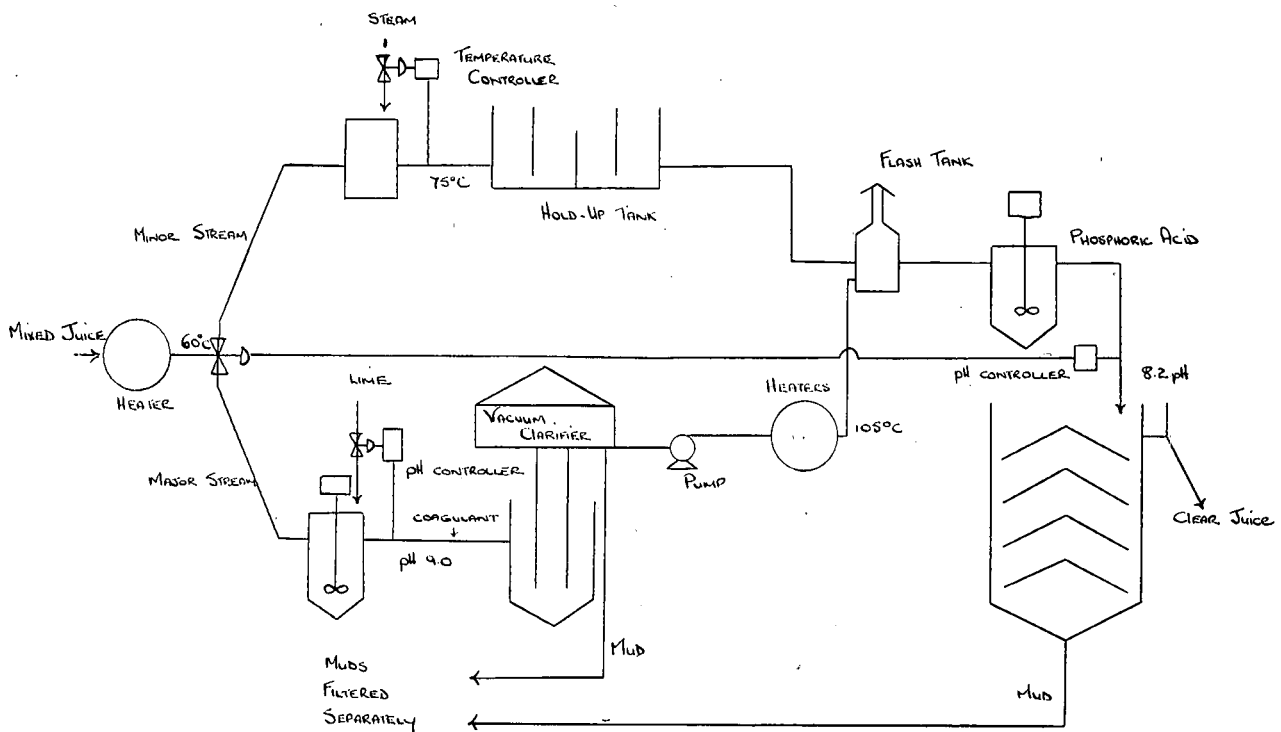 STEAM
TEMPERATURE
CONTROLLER
75°C
HOLD-UP TANK
FLASH TANK
PHOSPHORIC ACID
MINOR STREAM
MIXED JUICE
60°C
HEATER
LIME
pH CONTROLLER
8.2 pH
HEATERS
VACUUM
CLARIFIER
105°C
PUMP
pH CONTROLLER
MAJOR STREAM
COAGULANT
pH 9.0
CLEAR JUICE
MUD
MUDS
FILTERED
SEPARATELY
MUD